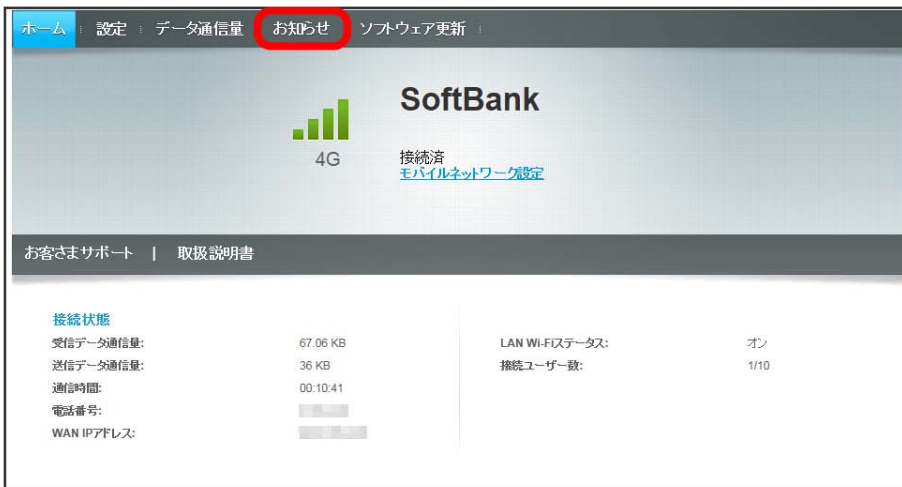 ホーム 設定 データ通信量 お知らせ ソフトウェア更新
SoftBank
4G
接続済
モバイルネットワーク設定
お客さまサポート | 取扱説明書
接続状態
受信データ通信量: 67.06 KB LAN Wi-Fiステータス: オン
送信データ通信量: 36 KB 接続ユーザー数: 1/10
通信時間: 00:10:41
電話番号:
WAN IPアドレス: